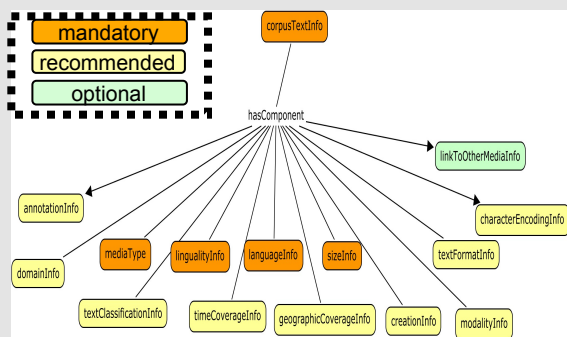 mandatory
recommended
optional
corpusTextInfo
hasComponent
linkToOtherMediaInfo
annotationInfo
characterEncodingInfo
mediaType
lingualityInfo
languageInfo
sizeInfo
textFormatInfo
domainInfo
textClassificationInfo
timeCoverageInfo
geographicCoverageInfo
creationInfo
modalityInfo